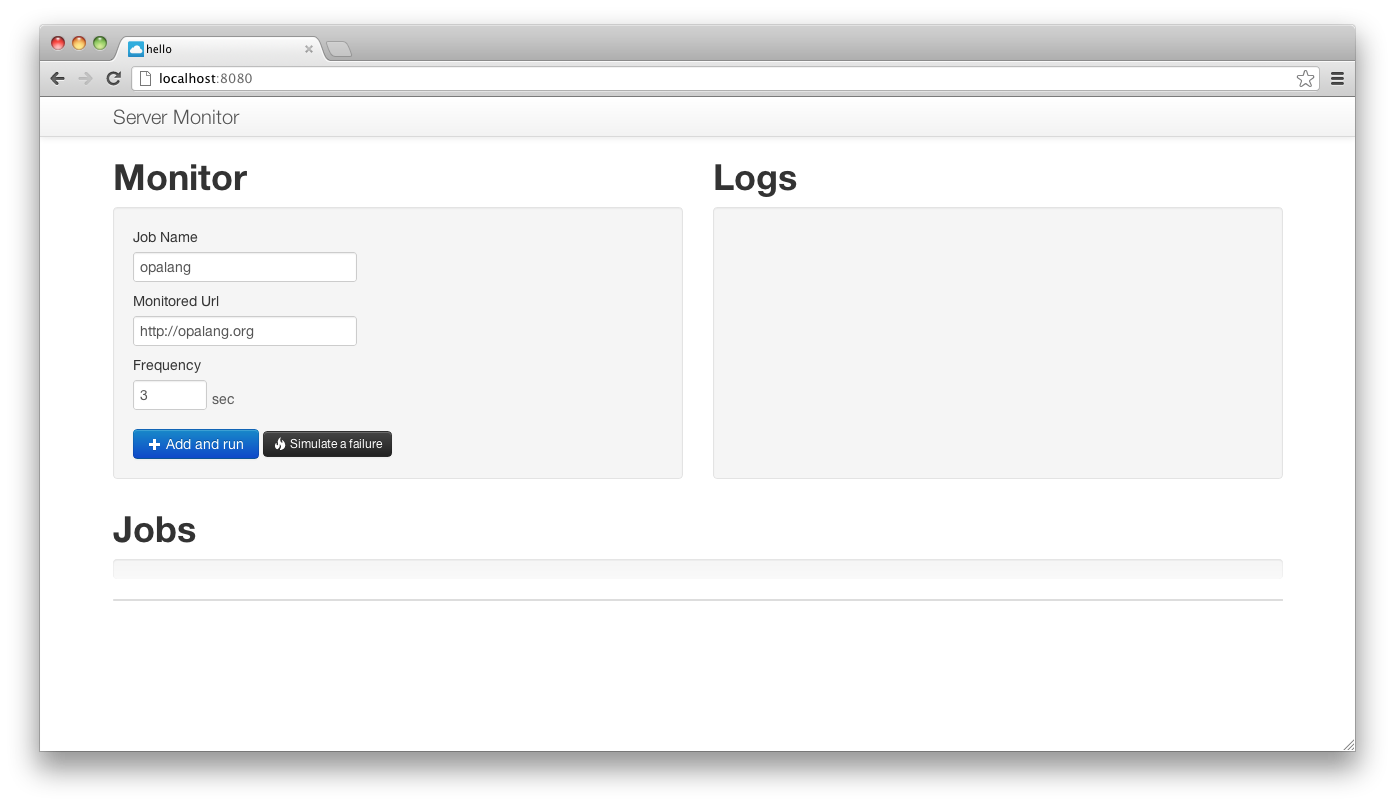 hello
localhost:8080
Server Monitor
Monitor
Logs
Job Name
opalang
Monitored Url
http://opalang.org
Frequency
3 sec
Add and run Simulate a failure
Jobs